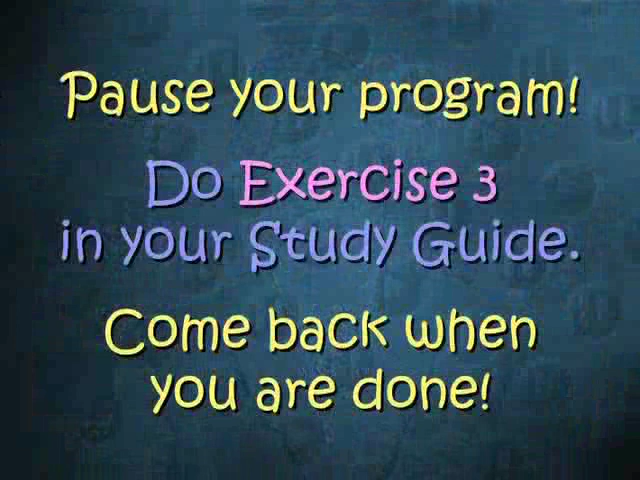 Pause your program!
Do Exercise 3
in your Study Guide.
Come back when
you are done!